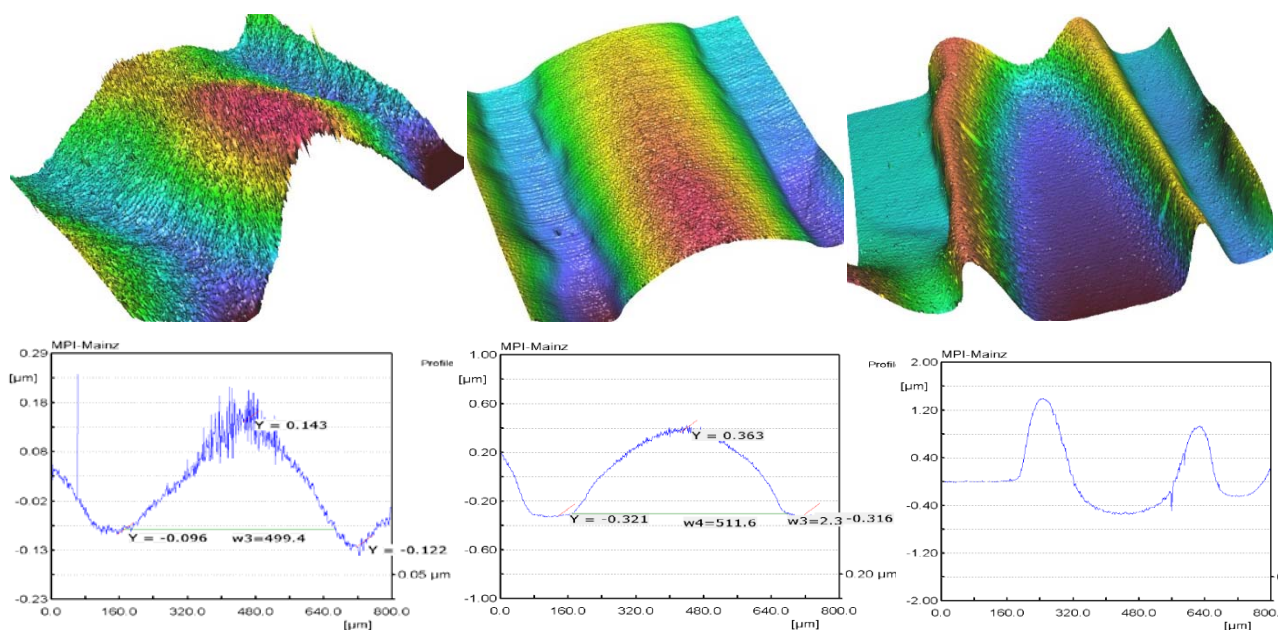 MPI-Mainz
0.29
Profile
[µm]
0.18
Y = 0.143
0.08
-0.02
Y = -0.096 w3=499.4
Y = -0.122
-0.13
0.05 µm
-0.23
0.0 160.0 320.0 480.0 640.0 800.0
[µm]
MPI-Mainz
1.00
Profile
[µm]
0.60
Y = 0.363
0.20
-0.20
Y = -0.321 w4=511.6 w3=2.3 -0.316
-0.60
0.20 µm
-1.00
0.0 160.0 320.0 480.0 640.0 800.0
[µm]
MPI-Mainz
2.00
[µm]
1.20
0.40
-0.40
-1.20
-2.00
0.0 160.0 320.0 480.0 640.0 800.
[µm]